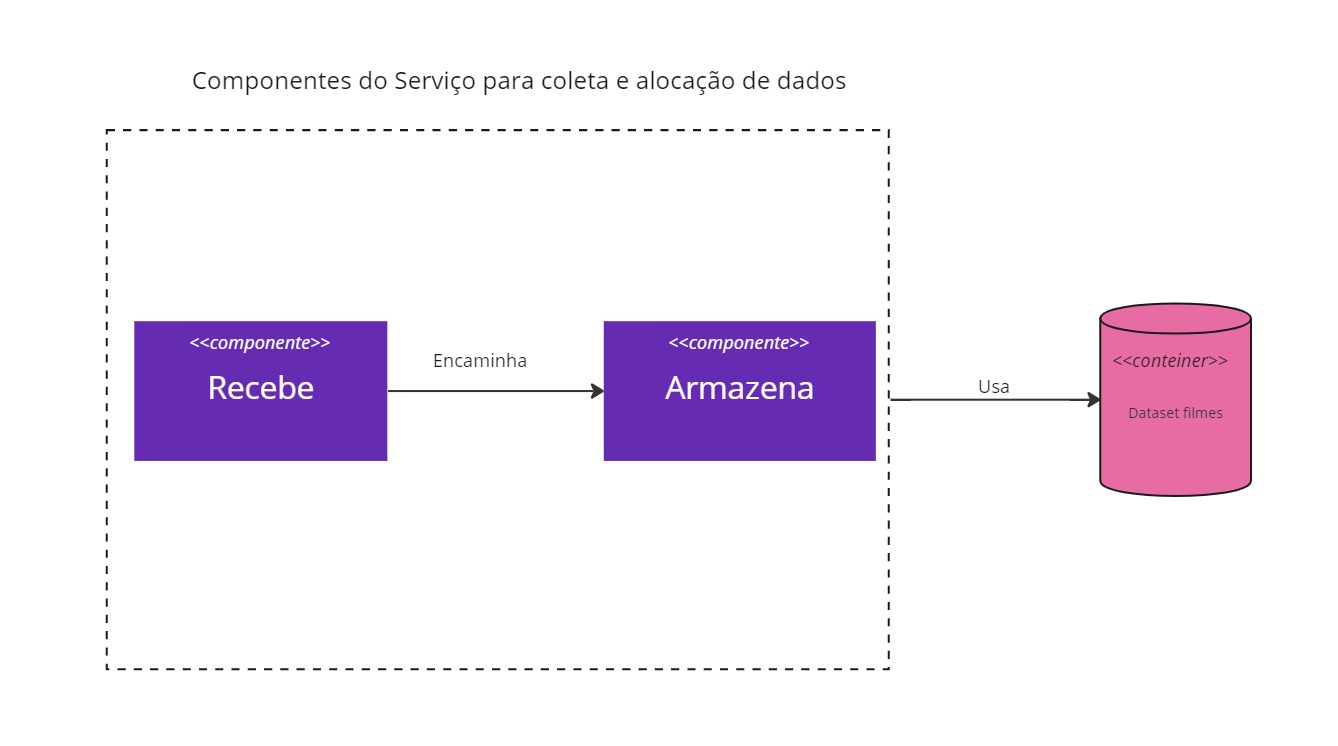 Componentes do Serviço para coleta e alocação de dados
<<componente>>
Recebe
Encaminha
<<componente>>
Armazena
Usa
<<conteiner>>
Dataset filmes